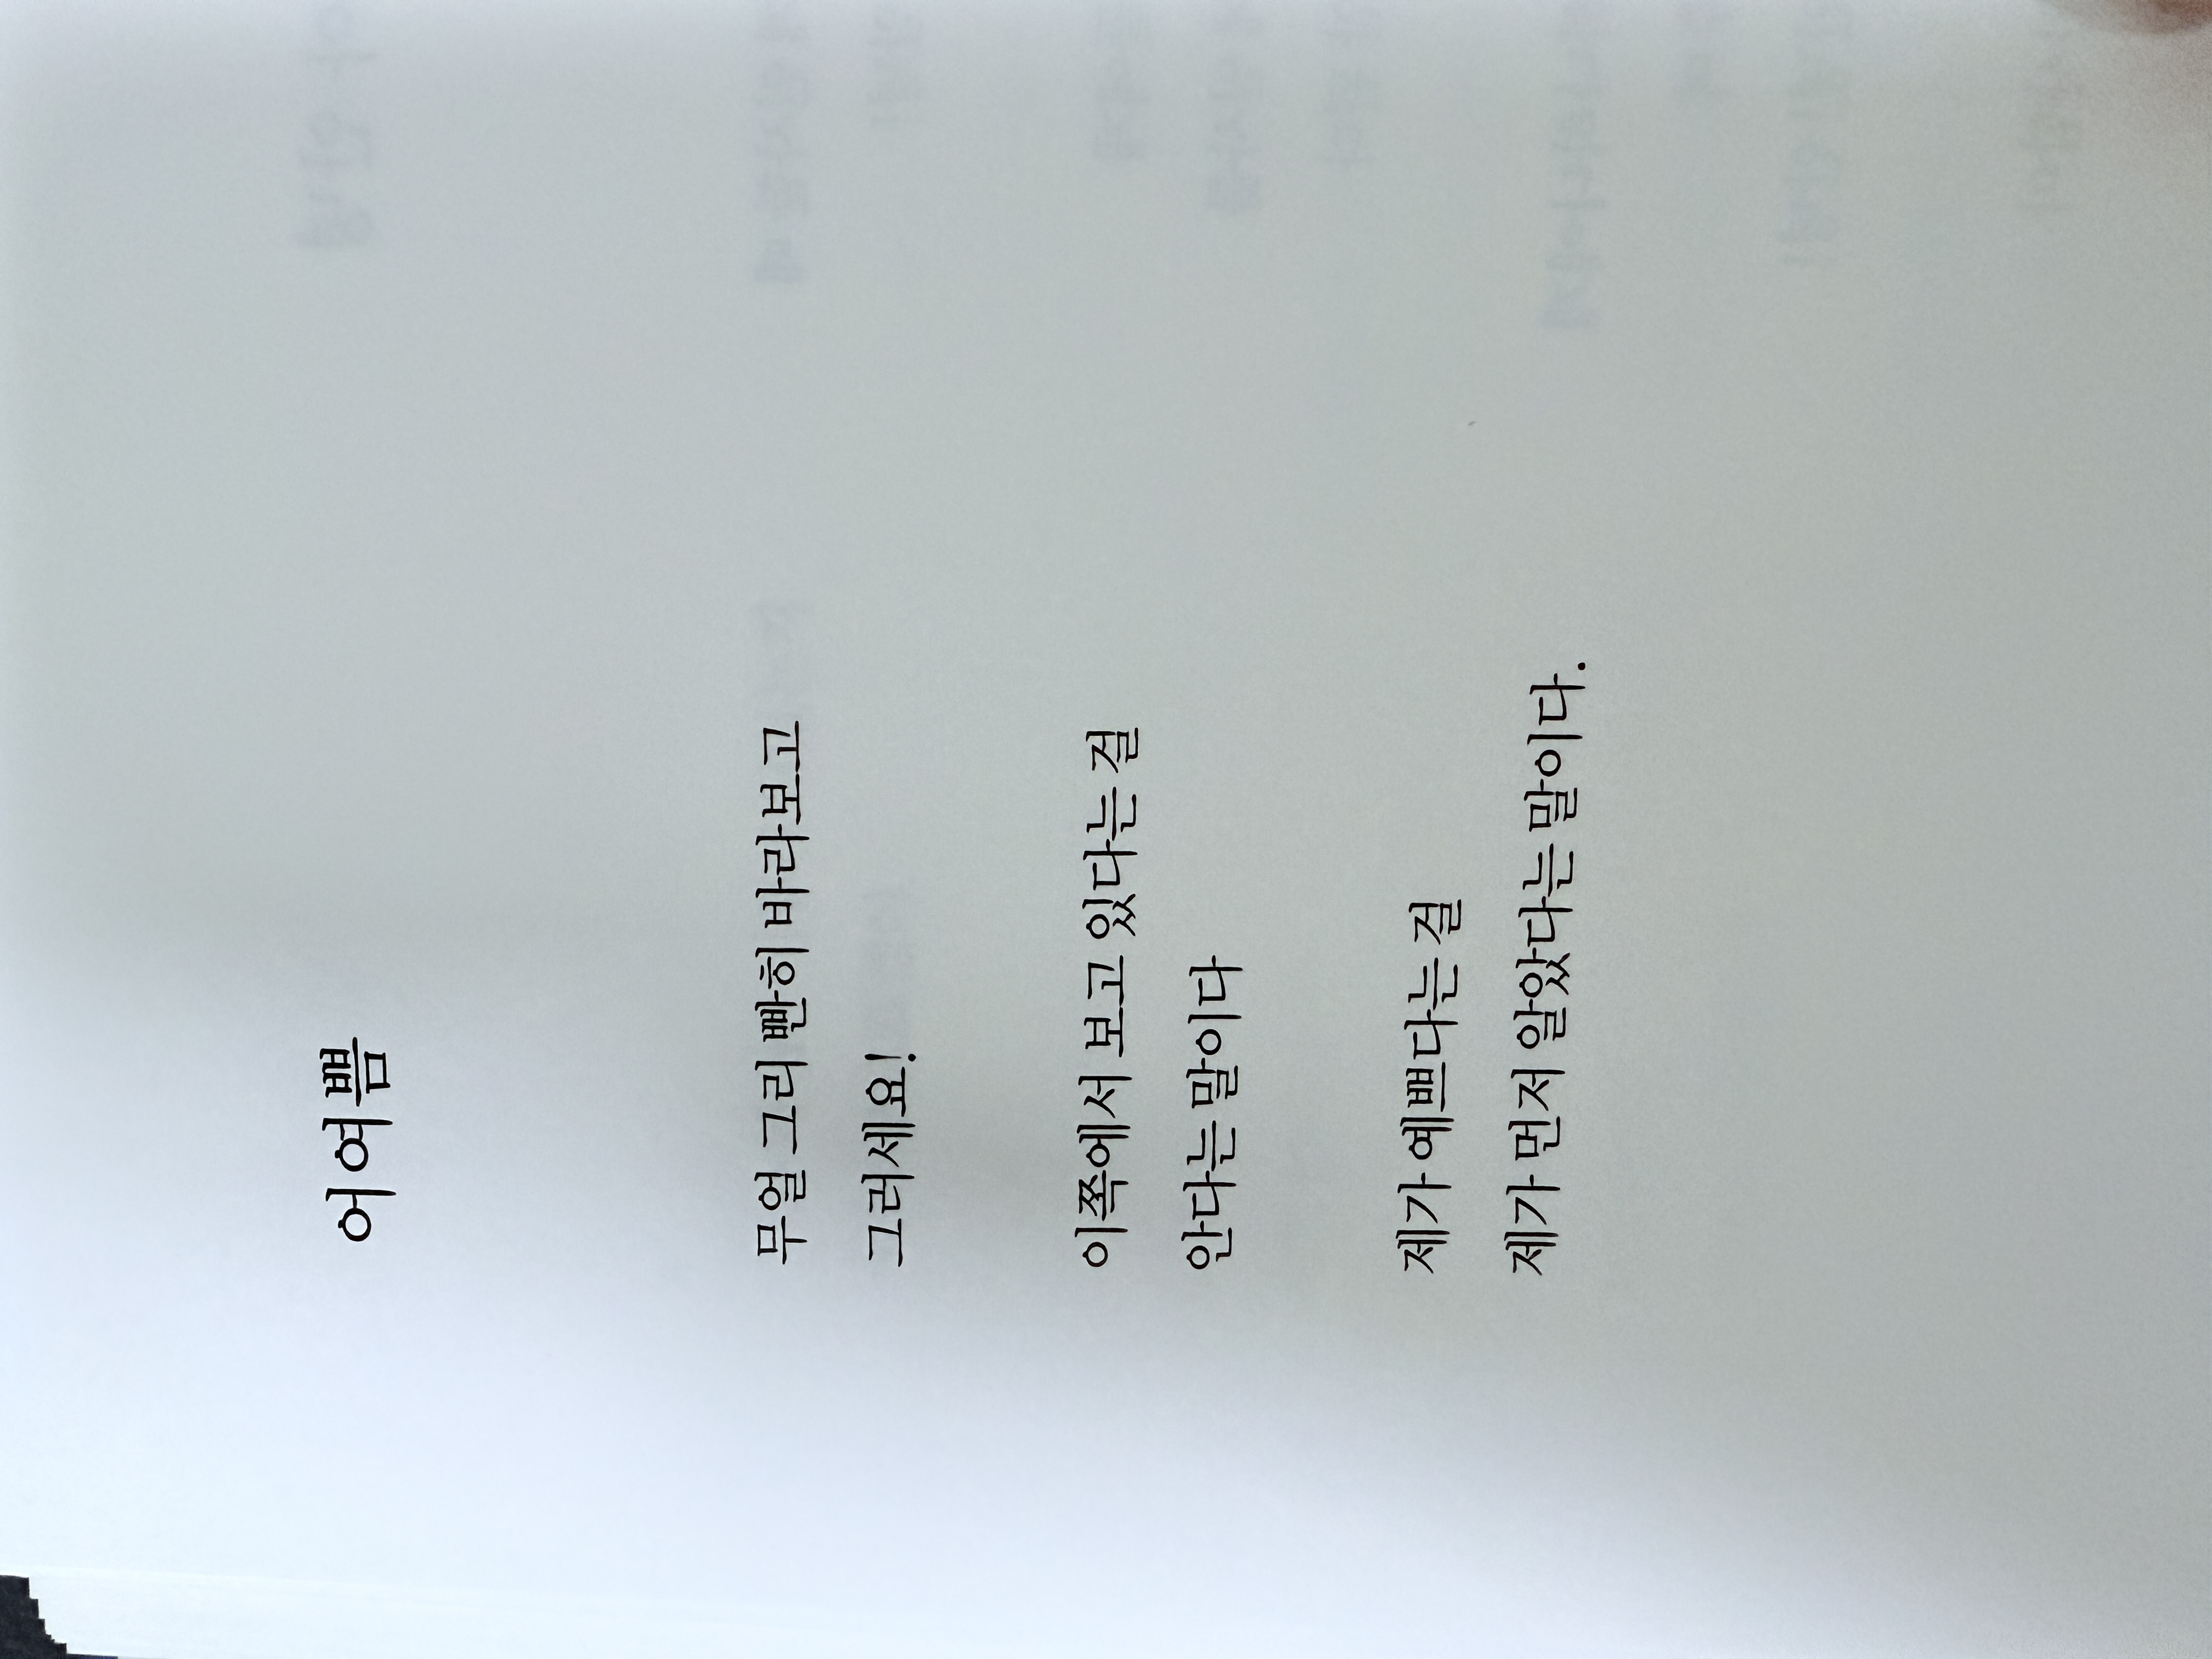 어여쁨
무얼 그리 빤히 바라보고
그러세요!
이쪽에서 보고 있다는 걸
안다는 말이다
제가 예쁘다는 걸
제가 먼저 알았다는 말이다.